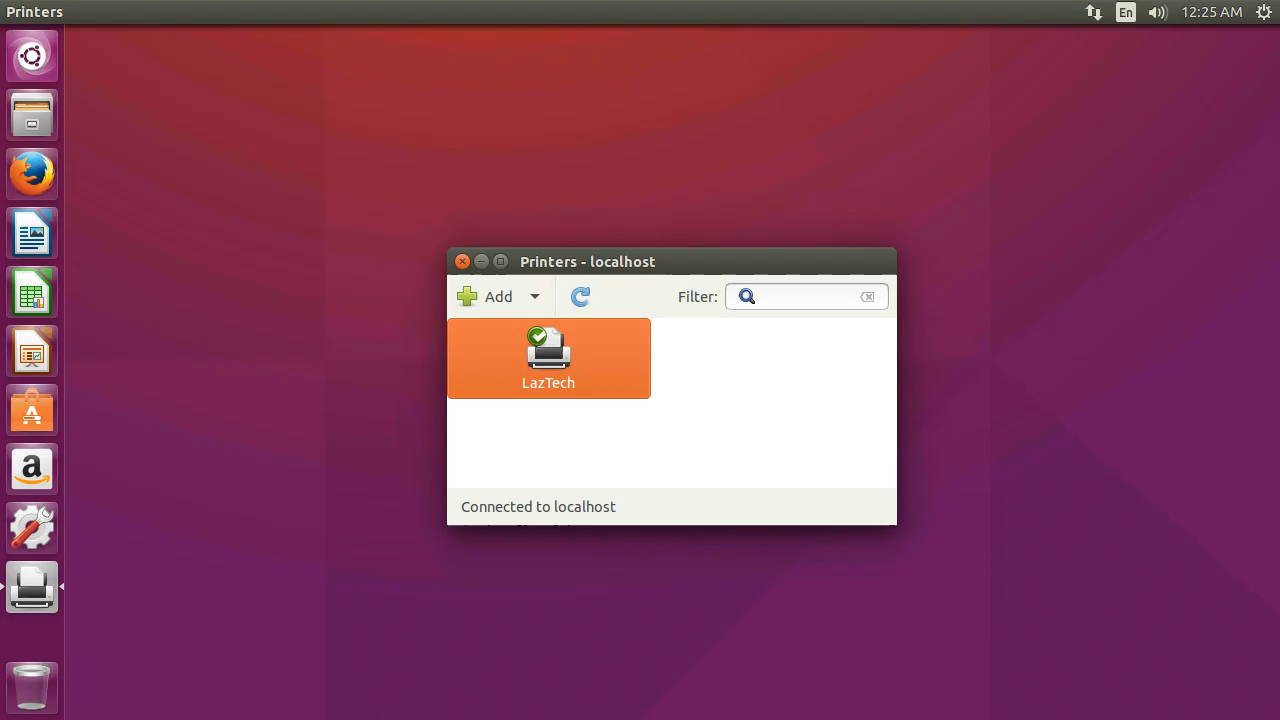 Printers
En
12:25 AM
Printers - localhost
Add
Filter:
LazTech
Connected to localhost